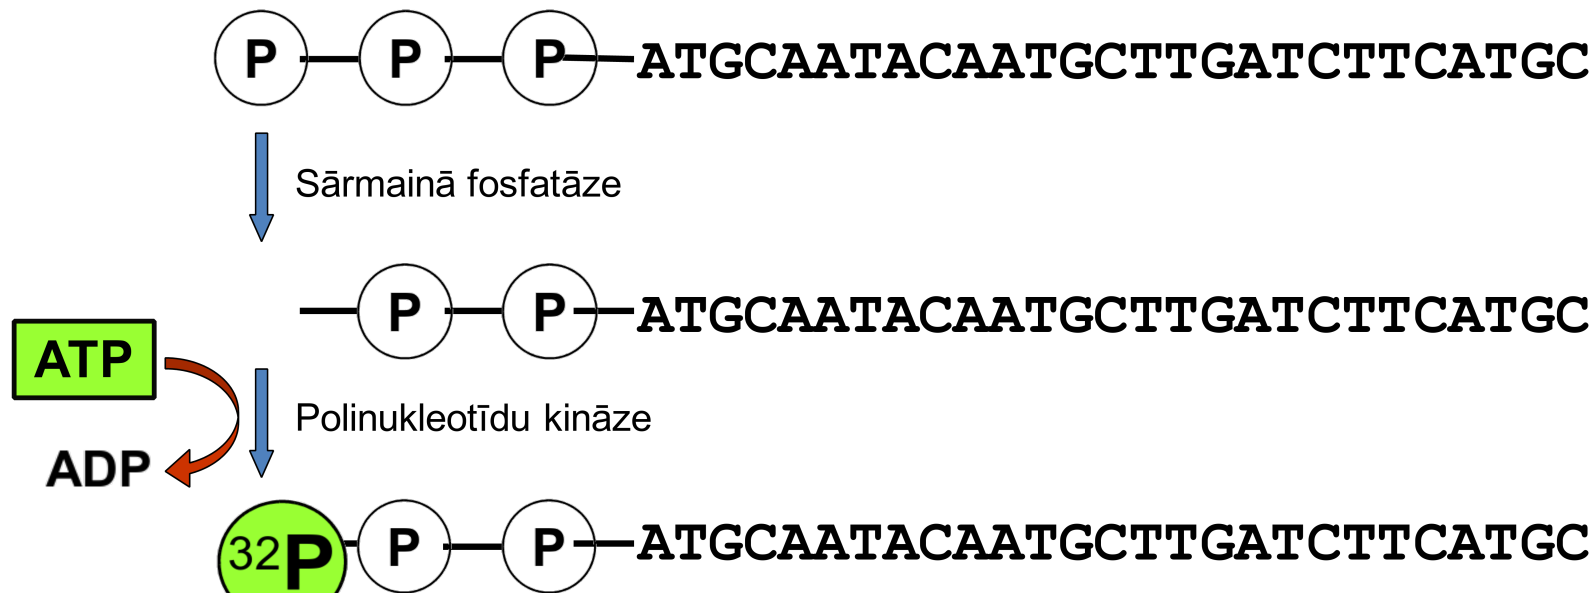 P P P ATGCAATACAATGCTTGATCTTCATGC
Sārmainā fosfatāze
P P ATGCAATACAATGCTTGATCTTCATGC
ATP
Polinukleotīdu kināze
ADP
32P P P ATGCAATACAATGCTTGATCTTCATGC